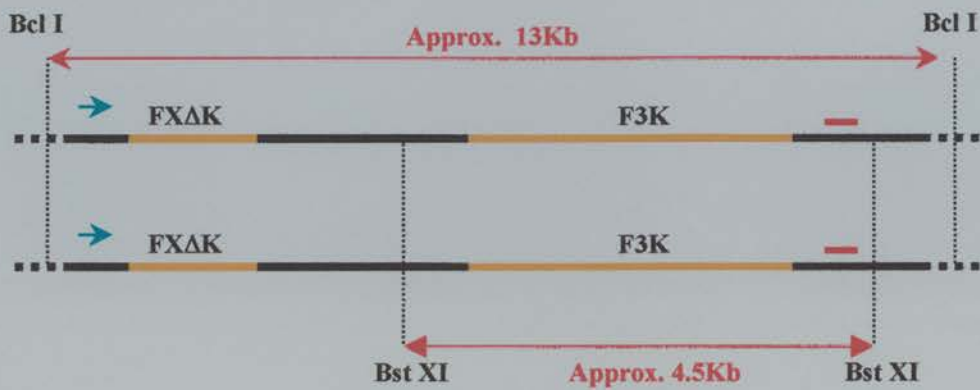 Bcl I Bcl I
Approx. 13Kb
FXΔK F3K
FXΔK F3K
Bst XI Approx. 4.5Kb Bst XI